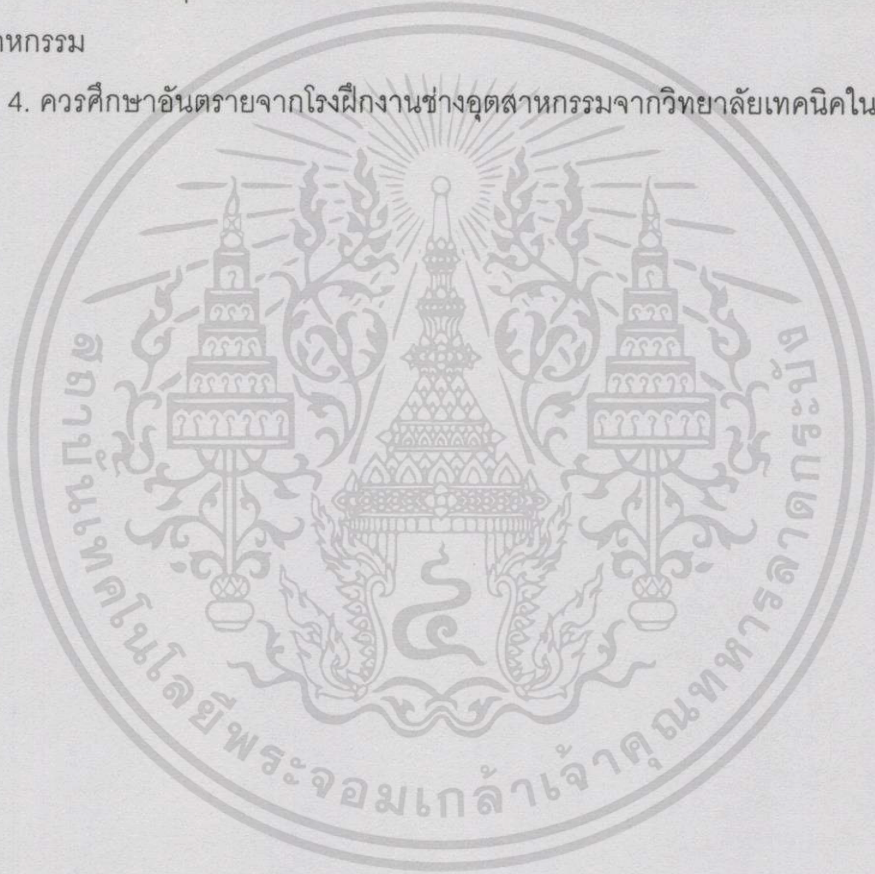 าหกรรม
4. ควรศึกษาอันตรายจากโรงฝึกงานช่างอุตสาหกรรมจากวิทยาลัยเทคนิคใน
๔
สถาบันเทคโนโลยีพระจอมเกล้าเจ้าคุณทหารลาดกระบัง